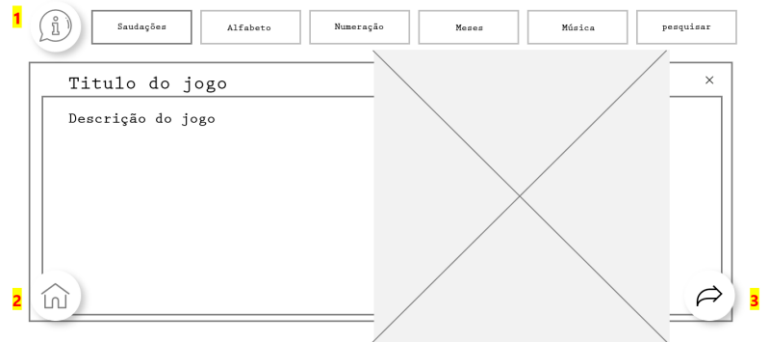 1
i
Saudações
Alfabeto
Numeração
Meses
Música
pesquisar
Titulo do jogo
×
Descrição do jogo
2
3